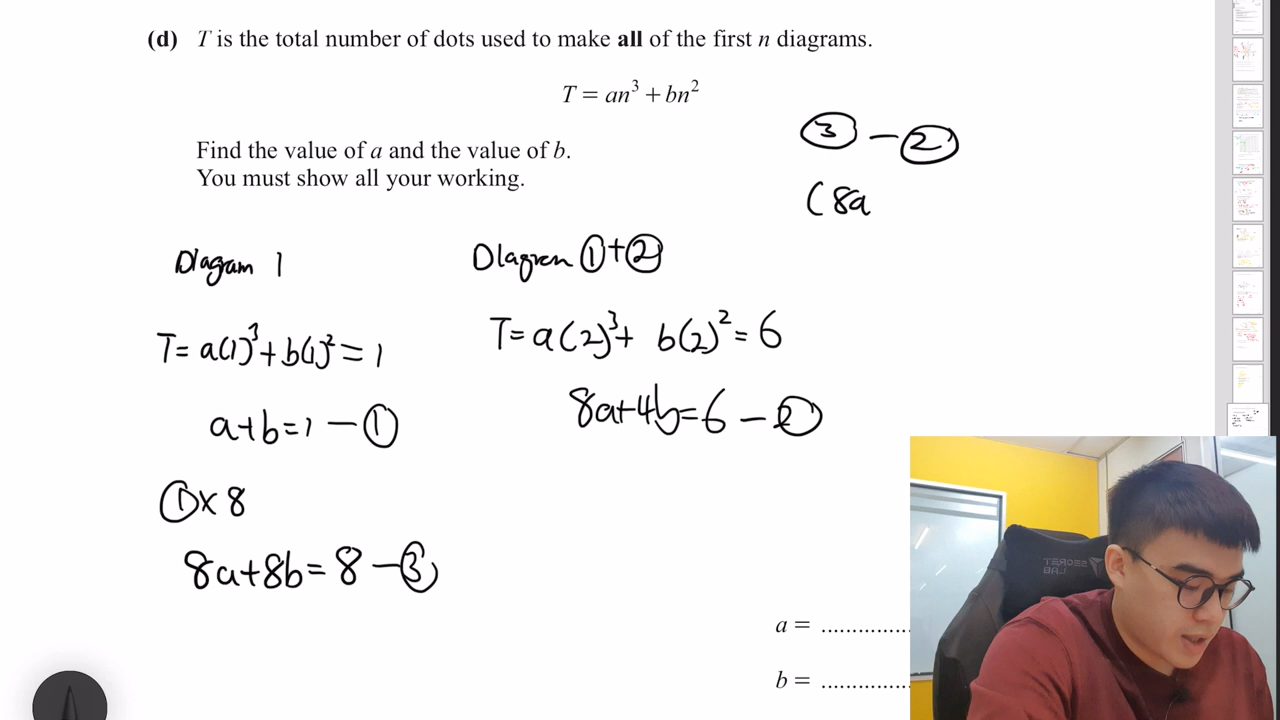 (d) T is the total number of dots used to make all of the first n diagrams.
T = an³ + bn²
Find the value of a and the value of b.
You must show all your working.
③ — ②
(8a
Diagram 1
Diagram ①+②
T= a(1)³+b(1)² = 1
T= a(2)³+ b(2)² = 6
a+b=1 — ①
8a+4b=6 — ②
①x 8
8a+8b= 8 — ③
a = ..............
b = ..............
SECRET
LAB